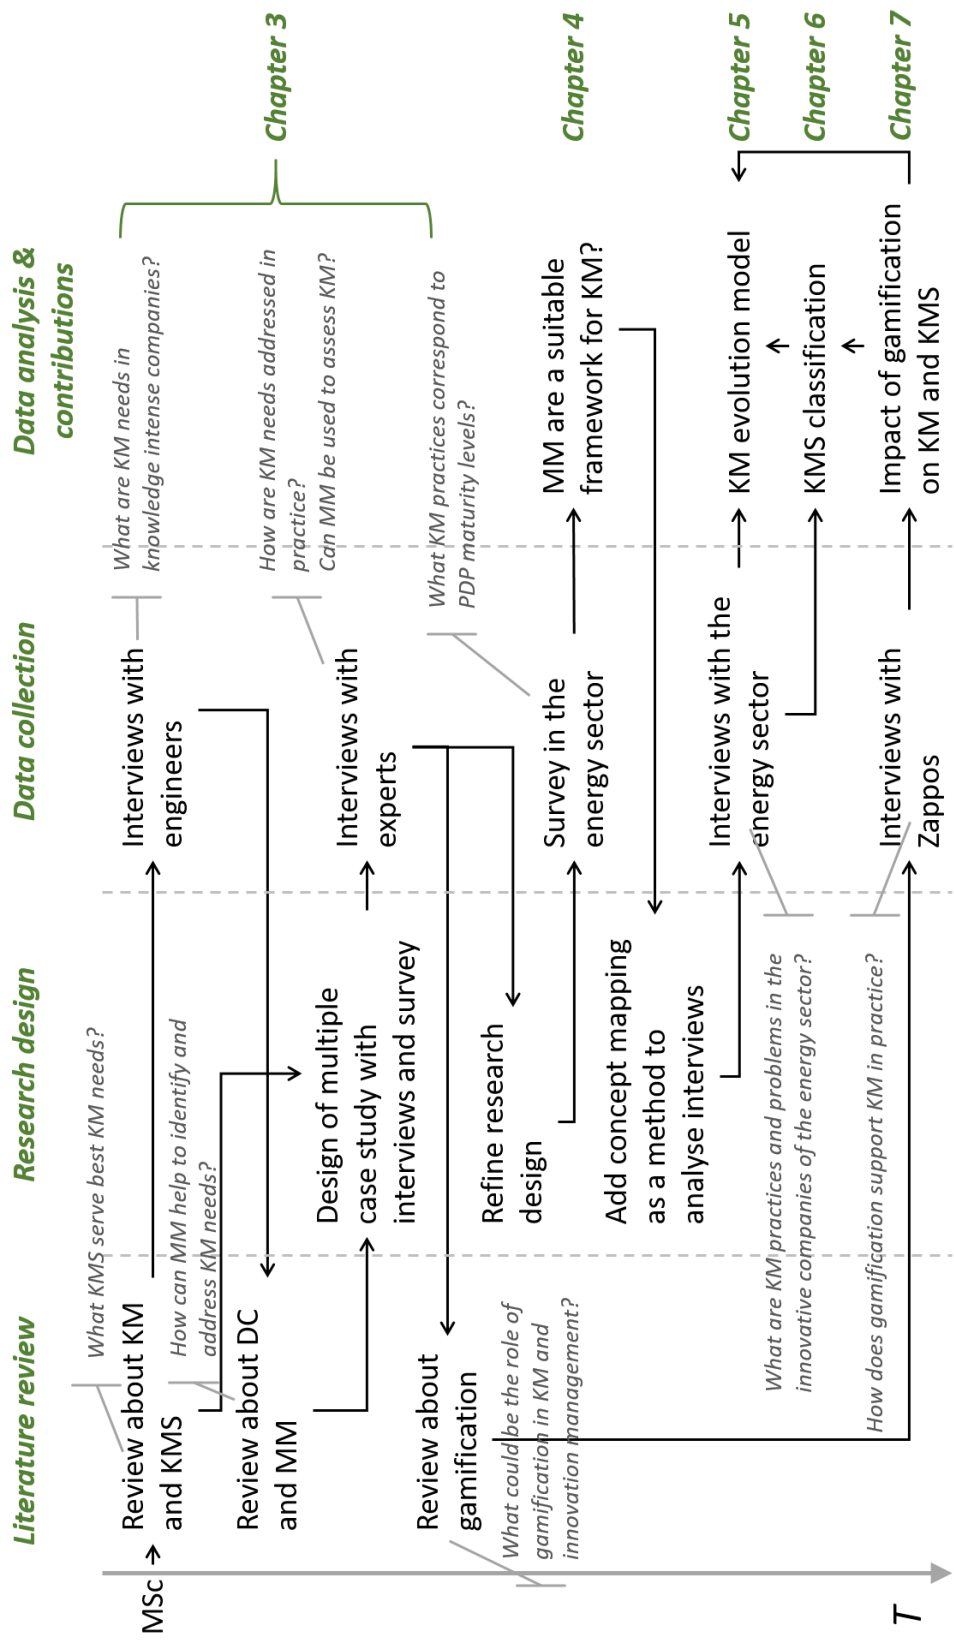 Literature review
Research design
Data collection
Data analysis &
contributions
MSc
Review about KM
and KMS
What KMS serve best KM needs?
Interviews with
engineers
What are KM needs in
knowledge intense companies?
How can MM help to identify and
address KM needs?
Review about DC
and MM
Design of multiple
case study with
interviews and survey
Interviews with
experts
How are KM needs addressed in
practice?
Can MM be used to assess KM?
Chapter 3
Review about
gamification
What could be the role of
gamification in KM and
innovation management?
Refine research
design
Survey in the
energy sector
What KM practices correspond to
PDP maturity levels?
MM are a suitable
framework for KM?
Chapter 4
Add concept mapping
as a method to
analyse interviews
Interviews with the
energy sector
What are KM practices and problems in the
innovative companies of the energy sector?
KM evolution model
Chapter 5
KMS classification
Chapter 6
How does gamification support KM in practice?
Interviews with
Zappos
Impact of gamification
on KM and KMS
Chapter 7
T